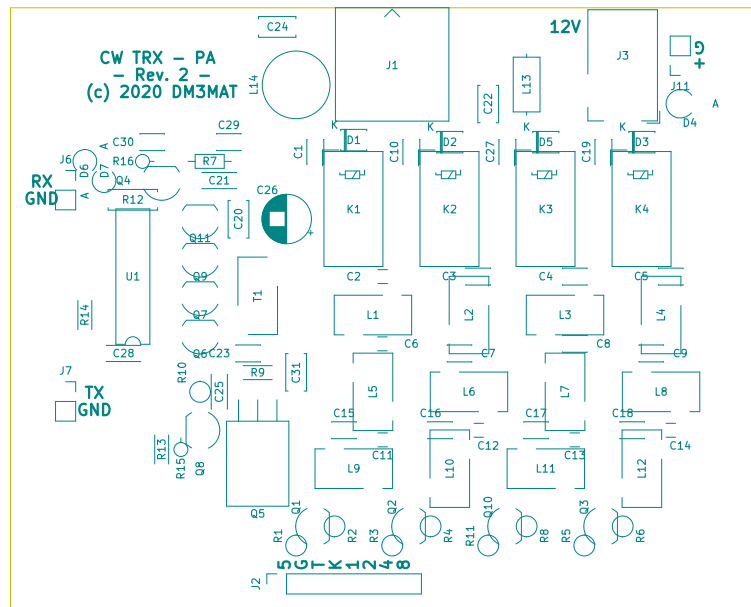 C24
12V
J1
J3
G
+
CW TRX - PA
- Rev. 2 -
(c) 2020 DM3MAT
L14
L13
J11
C22
A
D4
K
K
K
K
C30
C29
D1
D2
D5
D3
A
C1
C10
C27
C19
J6
D6
D7
R16
R7
Q4
C21
RX
GND
A
R12
C26
C20
+
K1
K2
K3
K4
Q11
U1
Q9
C2
C3
C4
C5
T1
R14
Q7
L1
L2
L3
L4
C28
Q6
C23
C6
C7
C8
C9
J7
R10
R9
C31
C25
L5
L6
L7
L8
TX
GND
C15
C16
C17
C18
R13
R15
Q8
C11
C12
C13
C14
L9
L10
L11
L12
Q5
Q1
Q2
Q10
Q3
R1
R2
R3
R4
R11
R8
R5
R6
5GTK1248
J2